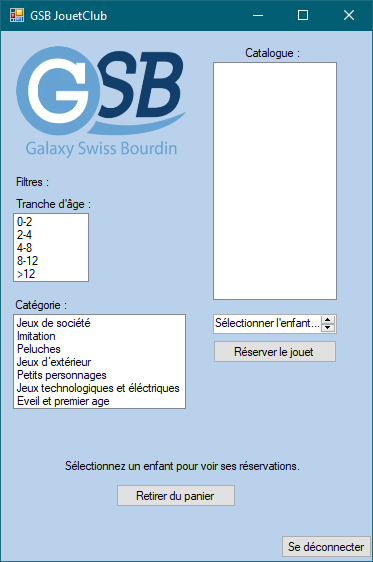 GSB JouetClub
GSB
Galaxy Swiss Bourdin
Catalogue :
Filtres :
Tranche d'âge :
0-2
2-4
4-8
8-12
>12
Catégorie :
Jeux de société
Imitation
Peluches
Jeux d'extérieur
Petits personnages
Jeux technologiques et éléctriques
Eveil et premier age
Sélectionner l'enfant...
Réserver le jouet
Sélectionnez un enfant pour voir ses réservations.
Retirer du panier
Se déconnecter